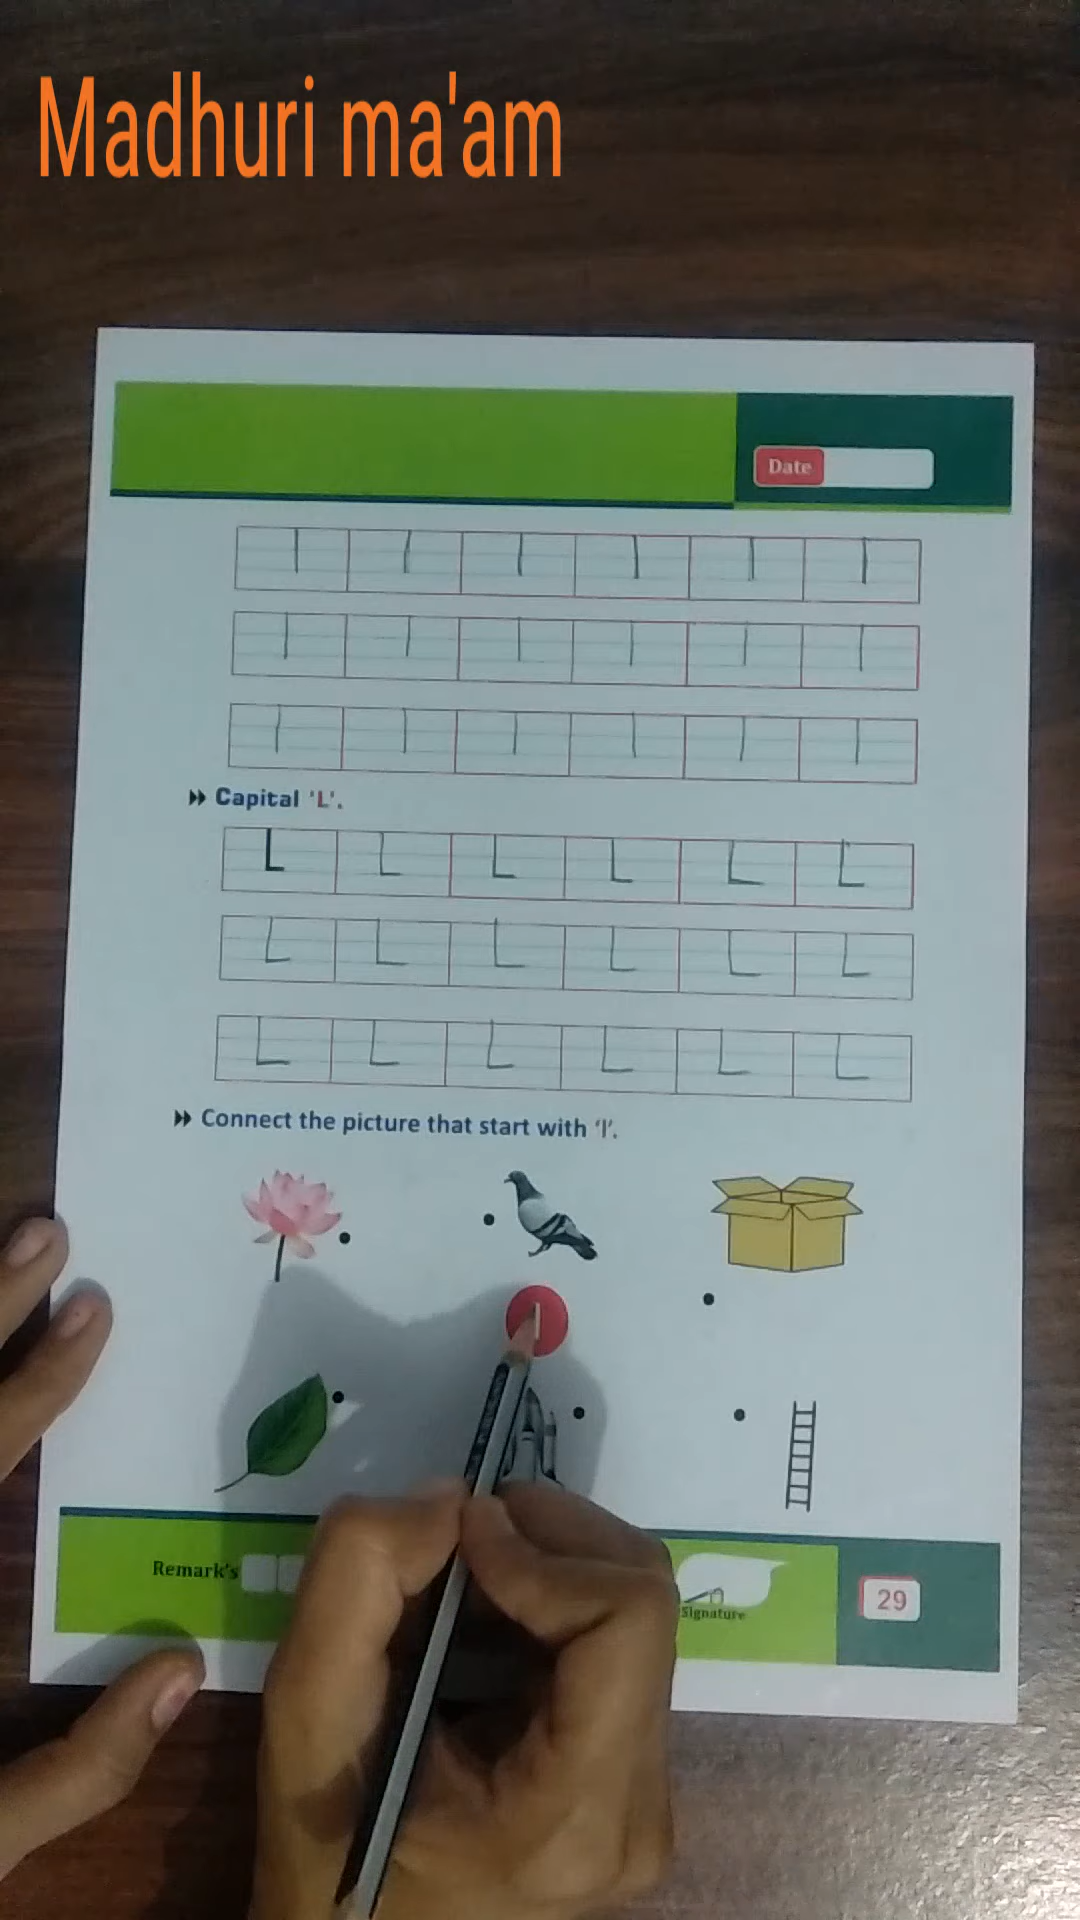 Madhuri ma'am
Date
l l l l l l
l l l l l l
l l l l l l
Capital 'L'.
L L L L L L
L L L L L L
L L L L L L
Connect the picture that start with 'l'.
l
Remark's
Signature
29